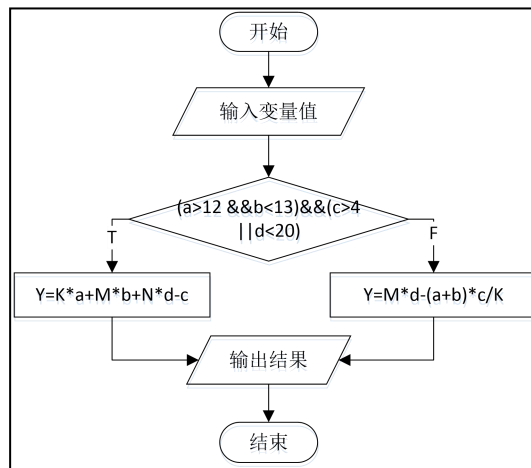 开始
输入变量值
(a>12 &&b<13)&&(c>4
||d<20)
T
F
Y=K*a+M*b+N*d-c
Y=M*d-(a+b)*c/K
输出结果
结束